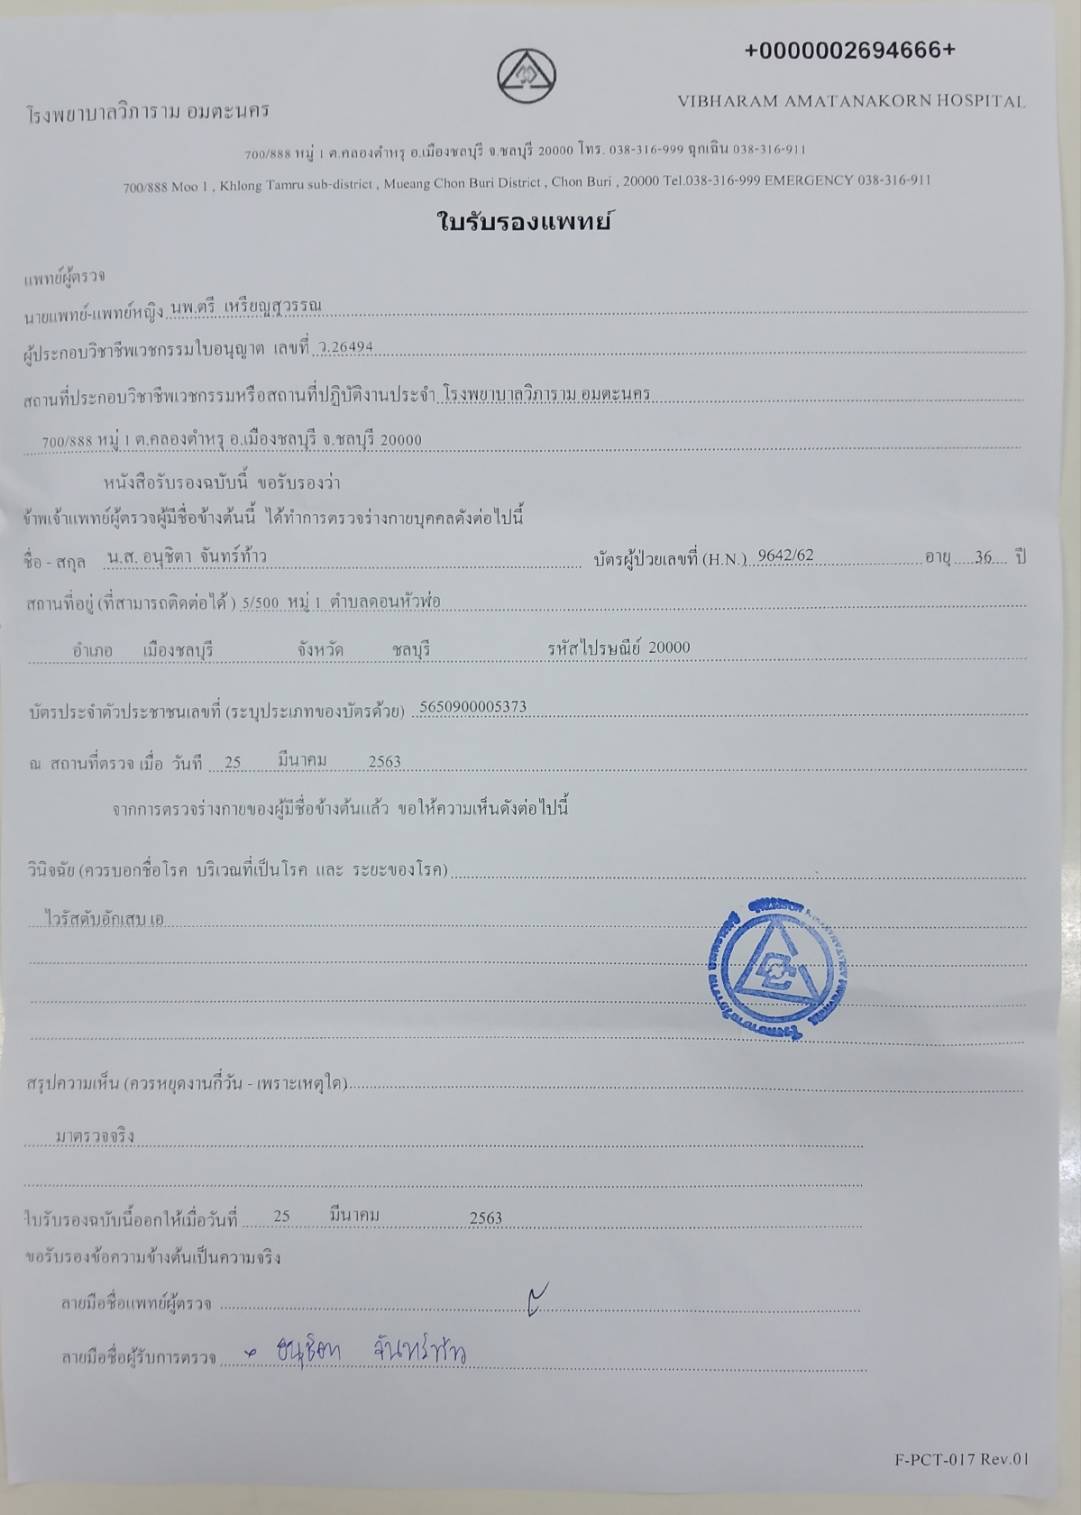 +0000002694666+
โรงพยาบาลวิภาราม อมตะนคร
VIBHARAM AMATANAKORN HOSPITAL
700/888 หมู่ 1 ต.คลองตำหรุ อ.เมืองชลบุรี จ.ชลบุรี 20000 โทร. 038-316-999 ฉุกเฉิน 038-316-911
700/888 Moo 1 , Khlong Tamru sub-district , Mueang Chon Buri District , Chon Buri , 20000 Tel.038-316-999 EMERGENCY 038-316-911
ใบรับรองแพทย์
แพทย์ผู้ตรวจ
นายแพทย์-แพทย์หญิง นพ.ตรี เหรียญสุวรรณ
ผู้ประกอบวิชาชีพเวชกรรมใบอนุญาต เลขที่ ว.26494
สถานที่ประกอบวิชาชีพเวชกรรมหรือสถานที่ปฏิบัติงานประจำ โรงพยาบาลวิภาราม อมตะนคร
700/888 หมู่ 1 ต.คลองตำหรุ อ.เมืองชลบุรี จ.ชลบุรี 20000
หนังสือรับรองฉบับนี้ ขอรับรองว่า
ข้าพเจ้าแพทย์ผู้ตรวจผู้มีชื่อข้างต้นนี้ ได้ทำการตรวจร่างกายบุคคลดังต่อไปนี้
ชื่อ - สกุล น.ส. อนุชิตา จันทร์ท้าว บัตรผู้ป่วยเลขที่ (H.N.) 9642/62 อายุ 36 ปี
สถานที่อยู่ (ที่สามารถติดต่อได้ ) 5/500 หมู่ 1 ตำบลดอนหัวฬ่อ
อำเภอ เมืองชลบุรี จังหวัด ชลบุรี รหัสไปรษณีย์ 20000
บัตรประจำตัวประชาชนเลขที่ (ระบุประเภทของบัตรด้วย) 5650900005373
ณ สถานที่ตรวจ เมื่อ วันที่ 25 มีนาคม 2563
จากการตรวจร่างกายของผู้มีชื่อข้างต้นแล้ว ขอให้ความเห็นดังต่อไปนี้
วินิจฉัย (ควรบอกชื่อโรค บริเวณที่เป็นโรค และ ระยะของโรค)
ไวรัสตับอักเสบ เอ
สรุปความเห็น (ควรหยุดงานกี่วัน - เพราะเหตุใด)
มาตรวจจริง
ใบรับรองฉบับนี้ออกให้เมื่อวันที่ 25 มีนาคม 2563
ขอรับรองข้อความข้างต้นเป็นความจริง
ลายมือชื่อแพทย์ผู้ตรวจ
ลายมือชื่อผู้รับการตรวจ อนุชิตา จันทร์ท้าว
F-PCT-017 Rev.01